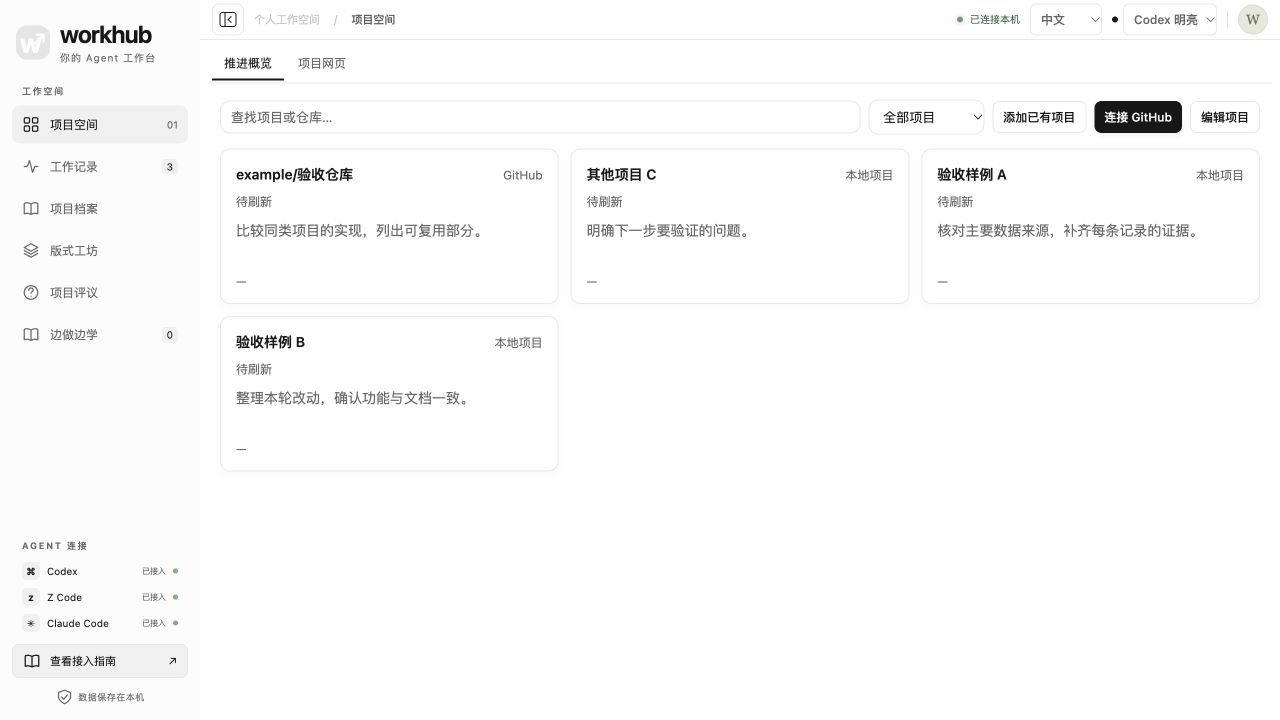 workhub
你的 Agent 工作台
工作空间
项目空间 01
工作记录 3
项目档案
版式工坊
项目评议
边做边学 0
AGENT 连接
⌘ Codex 已接入
z Z Code 已接入
✳ Claude Code 已接入
查看接入指南
数据保存在本机
个人工作空间 / 项目空间
已连接本机 中文 Codex 明亮 W
推进概览 项目网页
查找项目或仓库... 全部项目 添加已有项目 连接 GitHub 编辑项目
example/验收仓库 GitHub
待刷新
比较同类项目的实现，列出可复用部分。
—
其他项目 C 本地项目
待刷新
明确下一步要验证的问题。
—
验收样例 A 本地项目
待刷新
核对主要数据来源，补齐每条记录的证据。
—
验收样例 B 本地项目
待刷新
整理本轮改动，确认功能与文档一致。
—